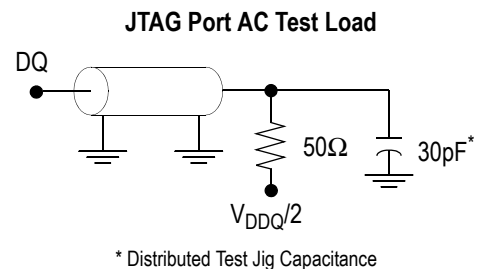 JTAG Port AC Test Load
DQ
50Ω
30pF*
VDDQ/2
* Distributed Test Jig Capacitance